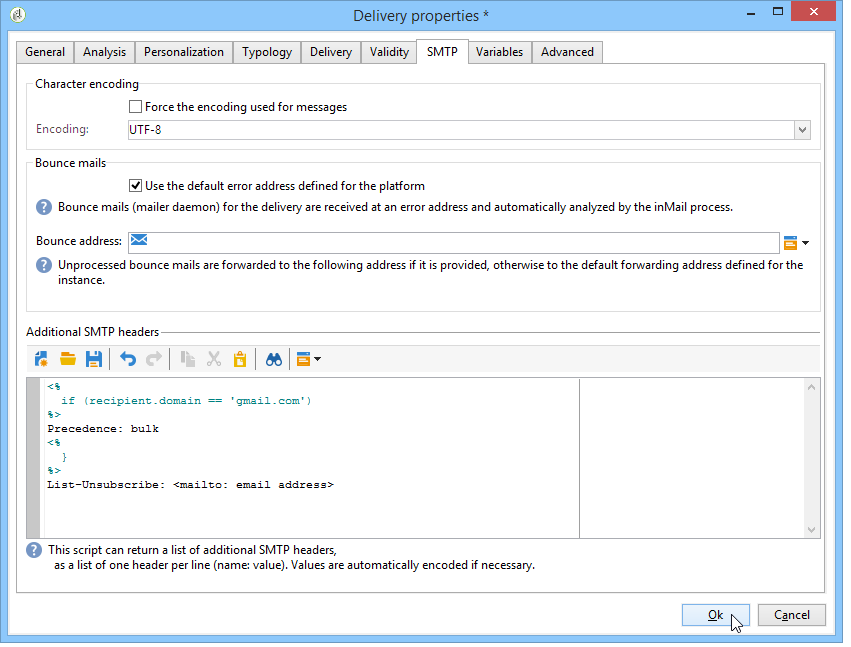 Delivery properties *
General Analysis Personalization Typology Delivery Validity SMTP Variables Advanced
Character encoding
Force the encoding used for messages
Encoding: UTF-8
Bounce mails
Use the default error address defined for the platform
? Bounce mails (mailer daemon) for the delivery are received at an error address and automatically analyzed by the inMail process.
Bounce address:
? Unprocessed bounce mails are forwarded to the following address if it is provided, otherwise to the default forwarding address defined for the
instance.
Additional SMTP headers
<%
if (recipient.domain == 'gmail.com')
%>
Precedence: bulk
<%
}
%>
List-Unsubscribe: <mailto: email address>
? This script can return a list of additional SMTP headers,
as a list of one header per line (name: value). Values are automatically encoded if necessary.
Ok Cancel